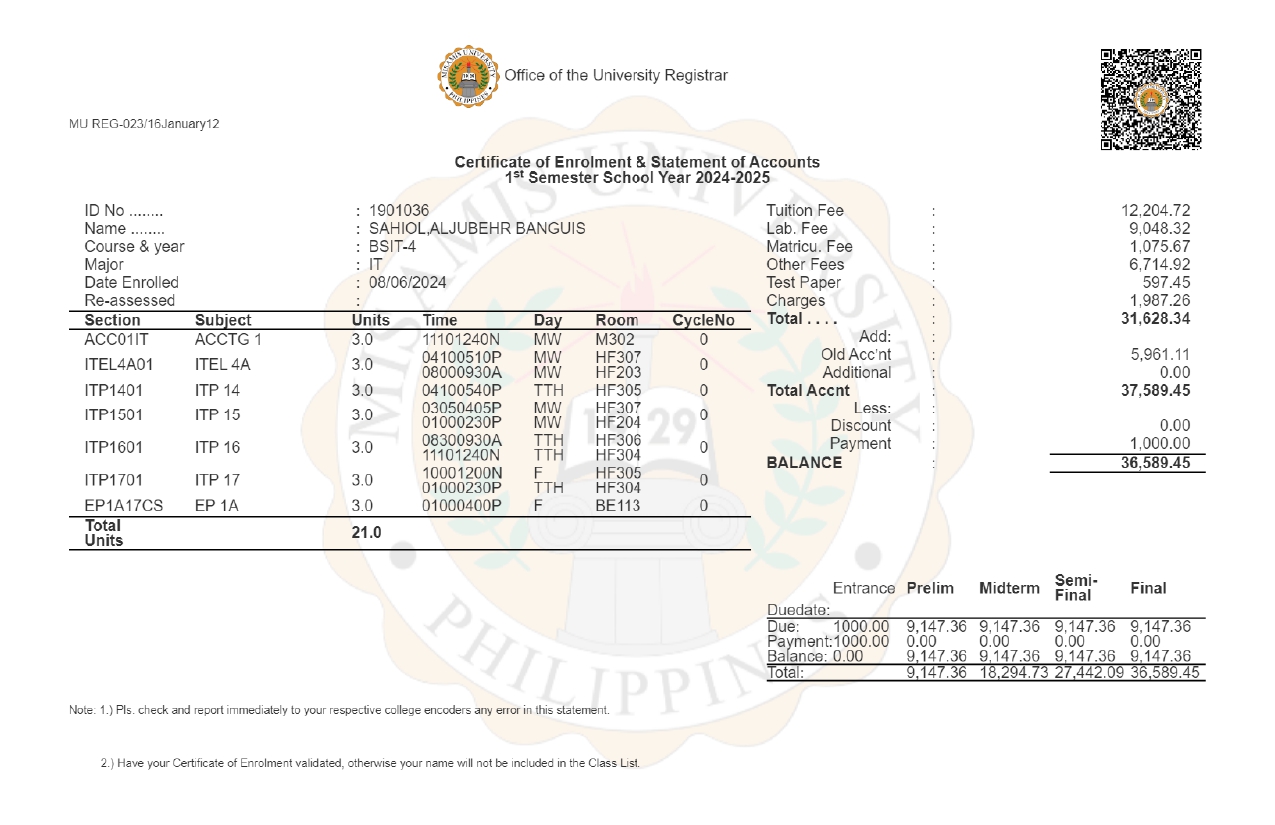 MISAMIS UNIVERSITY
PHILIPPINES
Office of the University Registrar
MU REG-023/16January12
Certificate of Enrolment & Statement of Accounts
1st Semester School Year 2024-2025
ID No ........ : 1901036
Name ........ : SAHIOL,ALJUBEHR BANGUIS
Course & year : BSIT-4
Major : IT
Date Enrolled : 08/06/2024
Re-assessed :
Section Subject Units Time Day Room CycleNo
ACC01IT ACCTG 1 3.0 11101240N MW M302 0
ITEL4A01 ITEL 4A 3.0 04100510P MW HF307 0
08000930A MW HF203
ITP1401 ITP 14 3.0 04100540P TTH HF305 0
ITP1501 ITP 15 3.0 03050405P MW HF307 0
01000230P MW HF204
ITP1601 ITP 16 3.0 08300930A TTH HF306 0
11101240N TTH HF304
ITP1701 ITP 17 3.0 10001200N F HF305 0
01000230P TTH HF304
EP1A17CS EP 1A 3.0 01000400P F BE113 0
Total
Units 21.0
Tuition Fee : 12,204.72
Lab. Fee : 9,048.32
Matricu. Fee : 1,075.67
Other Fees : 6,714.92
Test Paper : 597.45
Charges : 1,987.26
Total . . . . : 31,628.34
Add: :
Old Acc'nt : 5,961.11
Additional : 0.00
Total Accnt : 37,589.45
Less: :
Discount : 0.00
Payment : 1,000.00
BALANCE : 36,589.45
Entrance Prelim Midterm Semi-Final Final
Duedate:
Due: 1000.00 9,147.36 9,147.36 9,147.36 9,147.36
Payment:1000.00 0.00 0.00 0.00 0.00
Balance: 0.00 9,147.36 9,147.36 9,147.36 9,147.36
Total: 9,147.36 18,294.73 27,442.09 36,589.45
MISAMIS UNIVERSITY
1929
PHILIPPINES
Note: 1.) Pls. check and report immediately to your respective college encoders any error in this statement.
2.) Have your Certificate of Enrolment validated, otherwise your name will not be included in the Class List.